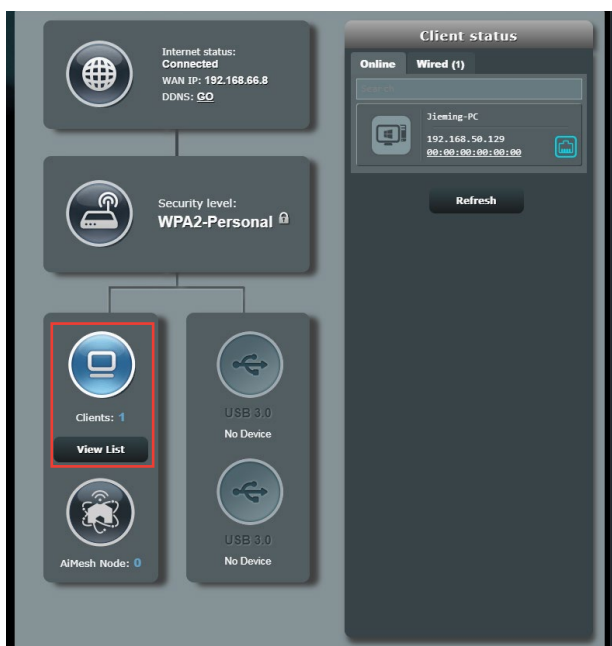 Internet status:
Connected
WAN IP: 192.168.66.8
DDNS: GO
Security level:
WPA2-Personal
Clients: 1
View List
AiMesh Node: 0
USB 3.0
No Device
USB 3.0
No Device
Client status
Online Wired (1)
Search
Jieming-PC
192.168.50.129
00:00:00:00:00:00
Refresh